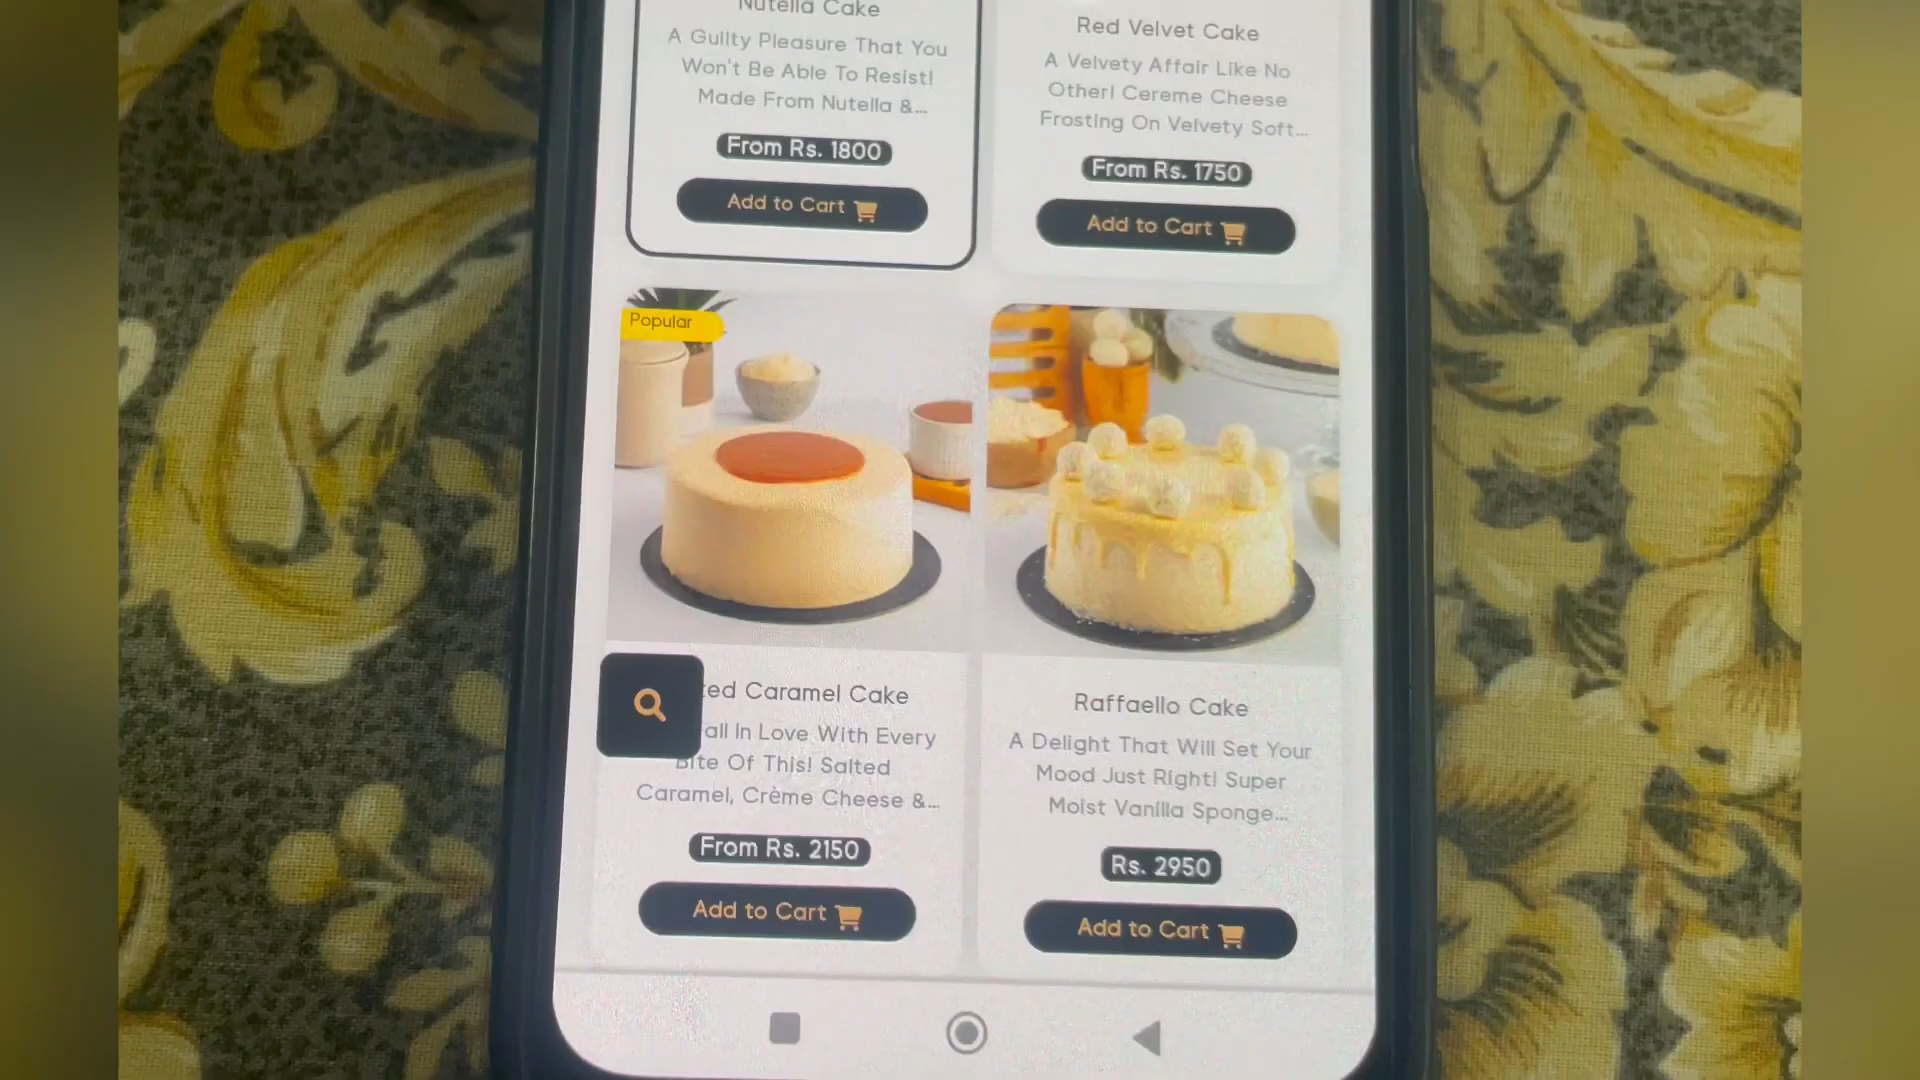 Nutella Cake
A Guilty Pleasure That You
Won't Be Able To Resist!
Made From Nutella &...
From Rs. 1800
Add to Cart
Red Velvet Cake
A Velvety Affair Like No
Other! Cereme Cheese
Frosting On Velvety Soft...
From Rs. 1750
Add to Cart
Popular
ted Caramel Cake
all In Love With Every
Bite Of This! Salted
Caramel, Crème Cheese &...
From Rs. 2150
Add to Cart
Raffaello Cake
A Delight That Will Set Your
Mood Just Right! Super
Moist Vanilla Sponge...
Rs. 2950
Add to Cart